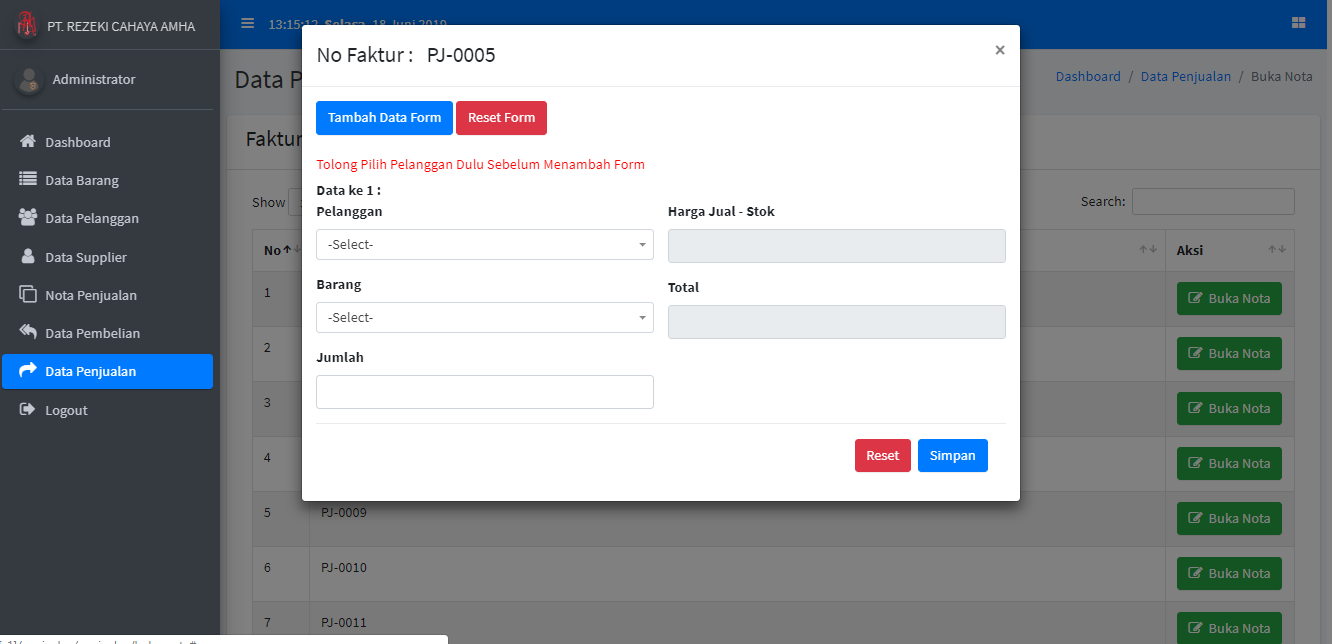 PT. REZEKI CAHAYA AMHA
Administrator
Dashboard
Data Barang
Data Pelanggan
Data Supplier
Nota Penjualan
Data Pembelian
Data Penjualan
Logout
13:15:12, Selasa, 18 Juni 2019
Data P
Dashboard / Data Penjualan / Buka Nota
Faktur
Show
Search:
No
Aksi
1
Buka Nota
2
Buka Nota
3
Buka Nota
4
Buka Nota
5 PJ-0009 Buka Nota
6 PJ-0010 Buka Nota
7 PJ-0011 Buka Nota
No Faktur : PJ-0005
×
Tambah Data Form Reset Form
Tolong Pilih Pelanggan Dulu Sebelum Menambah Form
Data ke 1 :
Pelanggan
-Select-
Harga Jual - Stok
Barang
-Select-
Total
Jumlah
Reset Simpan